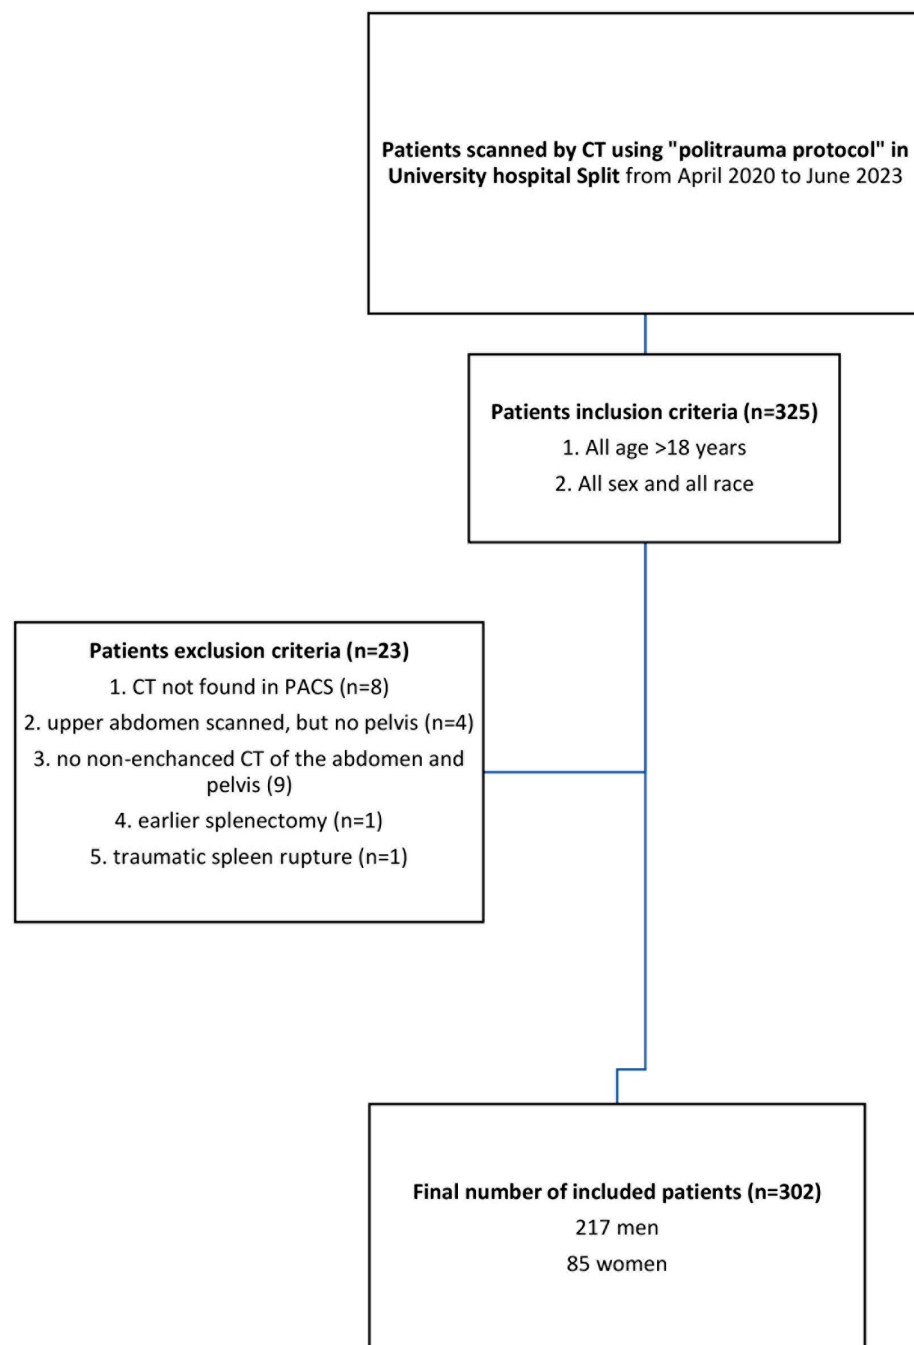 Patients scanned by CT using "politrauma protocol" in
University hospital Split from April 2020 to June 2023
Patients inclusion criteria (n=325)
1. All age >18 years
2. All sex and all race
Patients exclusion criteria (n=23)
1. CT not found in PACS (n=8)
2. upper abdomen scanned, but no pelvis (n=4)
3. no non-enchanced CT of the abdomen and
pelvis (9)
4. earlier splenectomy (n=1)
5. traumatic spleen rupture (n=1)
Final number of included patients (n=302)
217 men
85 women